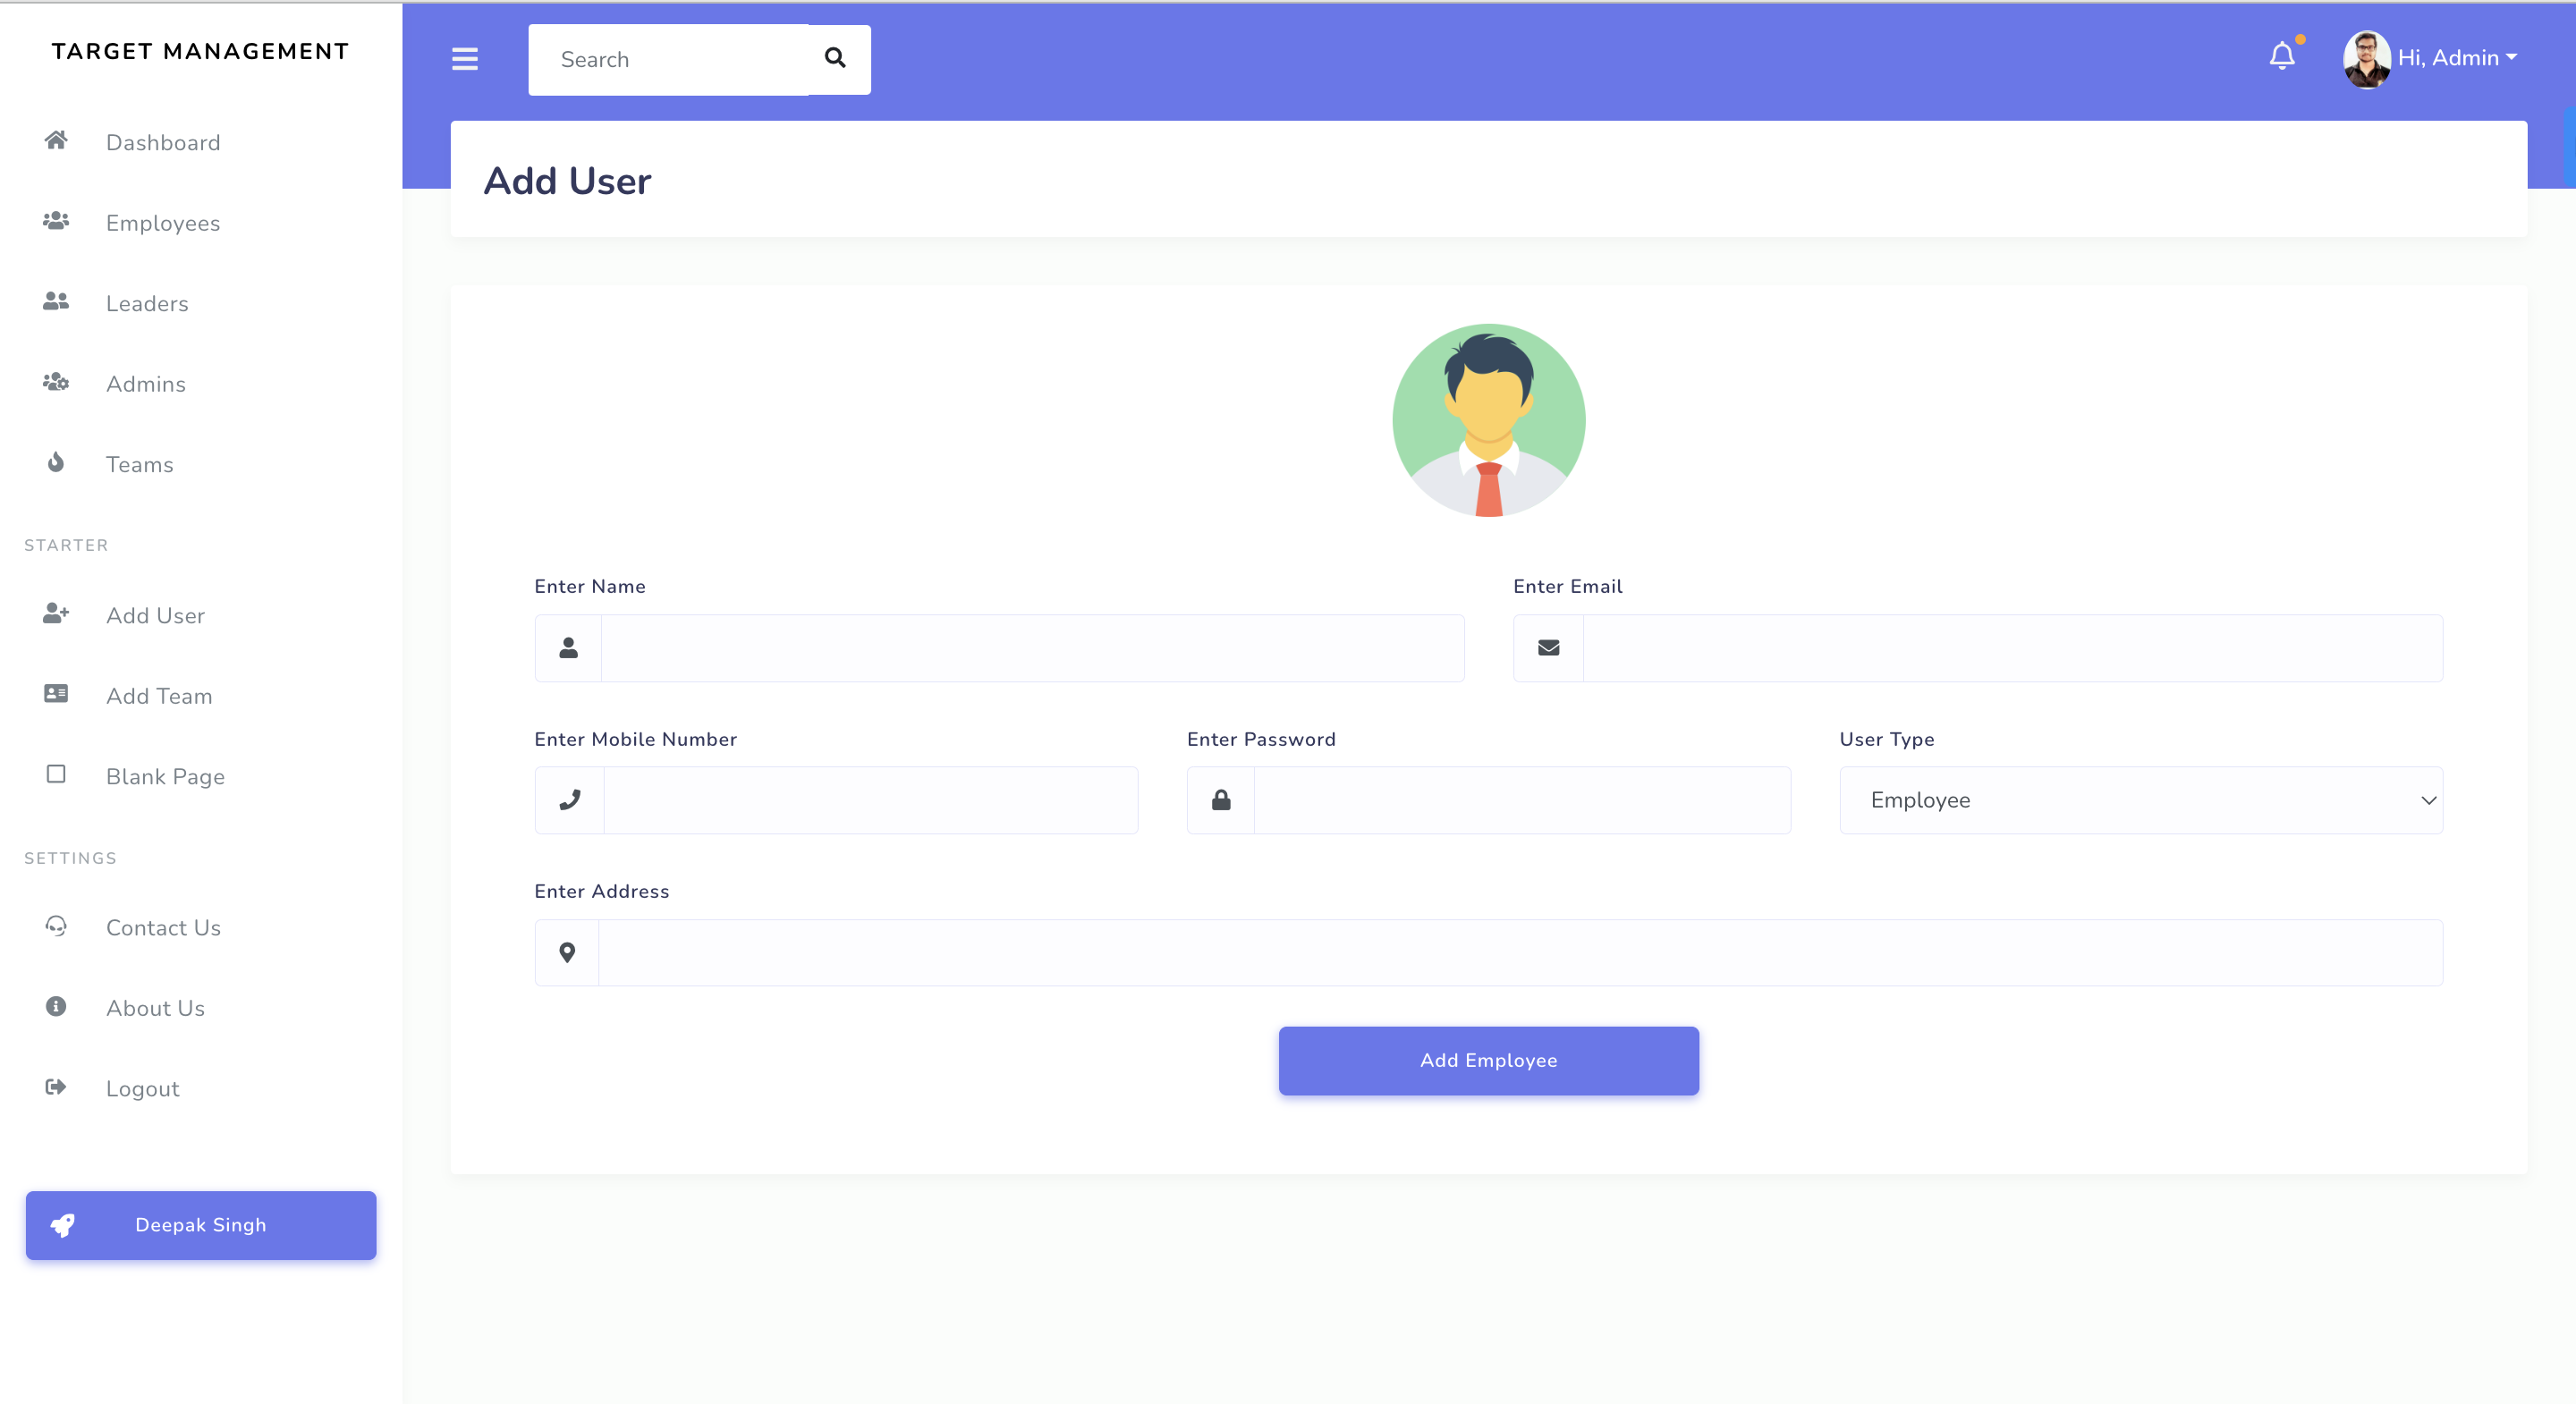 TARGET MANAGEMENT
Search
Hi, Admin
Dashboard
Employees
Leaders
Admins
Teams
STARTER
Add User
Add Team
Blank Page
SETTINGS
Contact Us
About Us
Logout
Deepak Singh
Add User
Enter Name
Enter Email
Enter Mobile Number
Enter Password
User Type
Employee
Enter Address
Add Employee